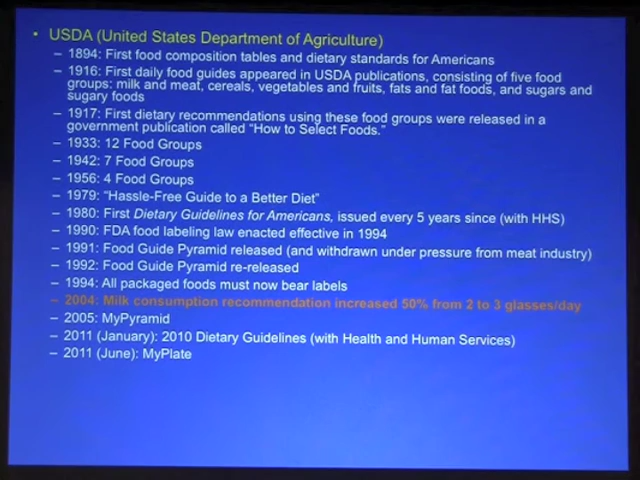 • USDA (United States Department of Agriculture)
– 1894: First food composition tables and dietary standards for Americans
– 1916: First daily food guides appeared in USDA publications, consisting of five food
groups: milk and meat, cereals, vegetables and fruits, fats and fat foods, and sugars and
sugary foods
– 1917: First dietary recommendations using these food groups were released in a
government publication called “How to Select Foods.”
– 1933: 12 Food Groups
– 1942: 7 Food Groups
– 1956: 4 Food Groups
– 1979: “Hassle-Free Guide to a Better Diet”
– 1980: First Dietary Guidelines for Americans, issued every 5 years since (with HHS)
– 1990: FDA food labeling law enacted effective in 1994
– 1991: Food Guide Pyramid released (and withdrawn under pressure from meat industry)
– 1992: Food Guide Pyramid re-released
– 1994: All packaged foods must now bear labels
– 2004: Milk consumption recommendation increased 50% from 2 to 3 glasses/day
– 2005: MyPyramid
– 2011 (January): 2010 Dietary Guidelines (with Health and Human Services)
– 2011 (June): MyPlate